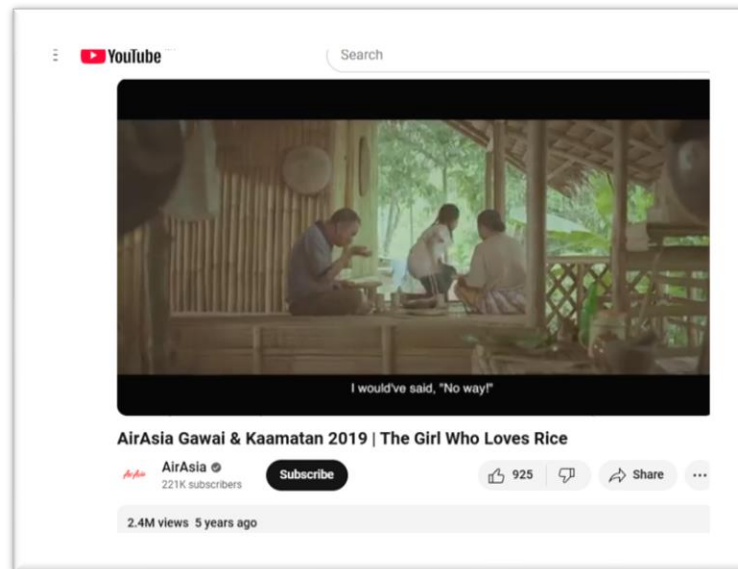 YouTube
Search
I would've said, "No way!"
AirAsia Gawai & Kaamatan 2019 | The Girl Who Loves Rice
AirAsia
AirAsia
221K subscribers
Subscribe
925
Share
2.4M views 5 years ago